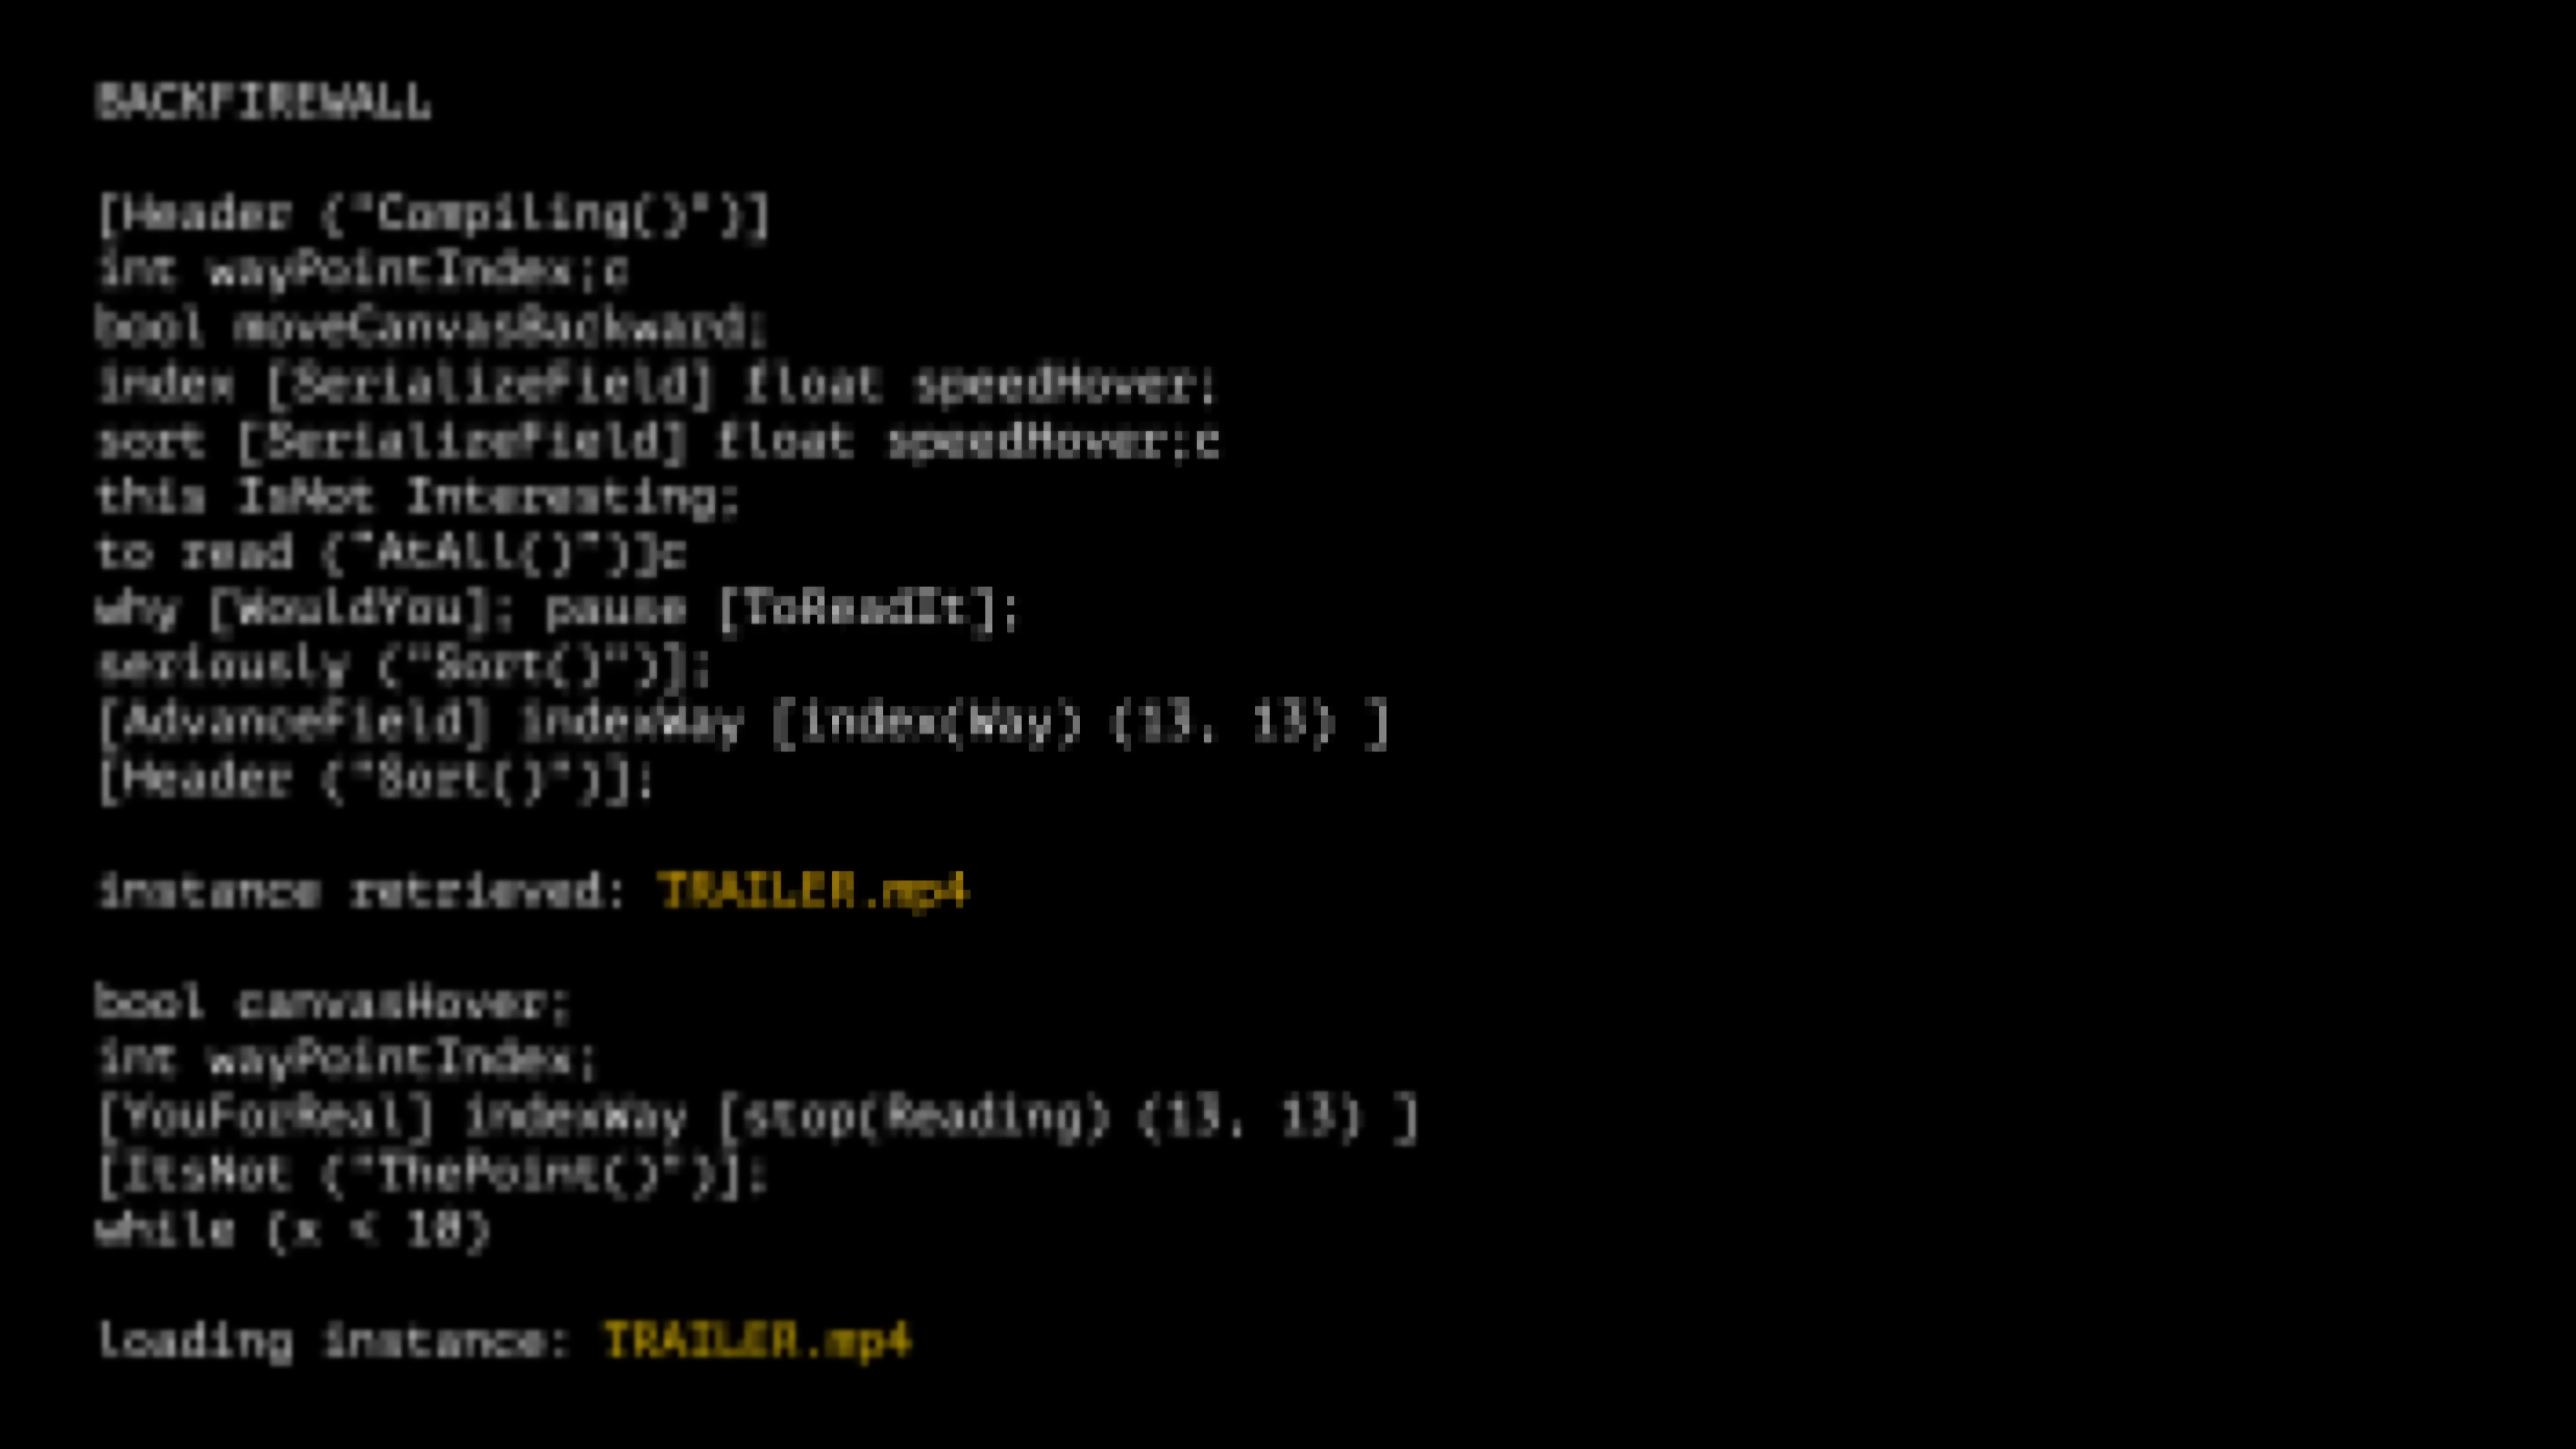 BACKFIREWALL
[Header ("Compiling()")]
int wayPointIndex;c
bool moveCanvasBackward;
index [SerializeField] float speedHover;
sort [SerializeField] float speedHover;c
this IsNot Interesting;
to read ("AtAll()")]c
why [WouldYou]; pause [ToReadIt];
seriously ("Sort()")];
[AdvanceField] indexWay [index(Way) (13, 13) ]
[Header ("Sort()")];
instance retrieved: TRAILER.mp4
bool canvasHover;
int wayPointIndex;
[YouForReal] indexWay [stop(Reading) (13, 13) ]
[ItsNot ("ThePoint()")];
while (x < 10)
Loading instance: TRAILER.mp4